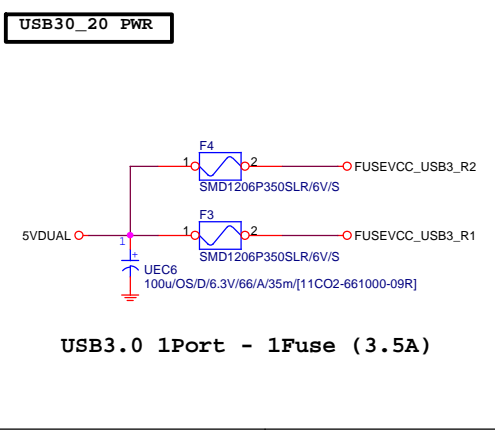 USB30_20 PWR
F4
1 2 FUSEVCC_USB3_R2
SMD1206P350SLR/6V/S
F3
5VDUAL 1 2 FUSEVCC_USB3_R1
1
SMD1206P350SLR/6V/S
+
UEC6
100u/OS/D/6.3V/66/A/35m/[11CO2-661000-09R]
USB3.0 1Port - 1Fuse (3.5A)